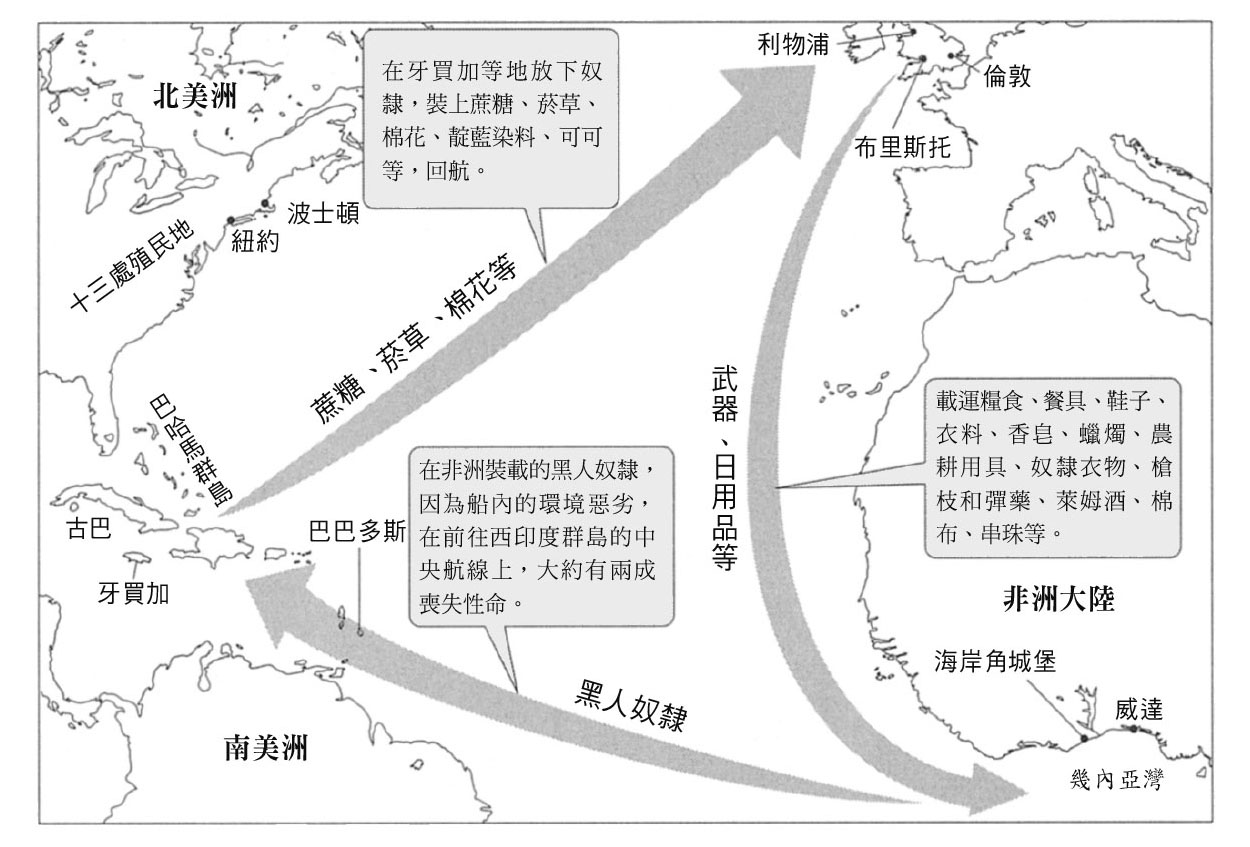 利物浦
倫敦
布里斯托
北美洲
在牙買加等地放下奴
隸，裝上蔗糖、菸草、
棉花、靛藍染料、可可
等，回航。
波士頓
紐約
十三處殖民地
蔗糖、菸草、棉花等
武器、日用品等
載運糧食、餐具、鞋子、
衣料、香皂、蠟燭、農
耕用具、奴隸衣物、槍
枝和彈藥、萊姆酒、棉
布、串珠等。
巴哈馬群島
在非洲裝載的黑人奴隸，
因為船內的環境惡劣，
在前往西印度群島的中
央航線上，大約有兩成
喪失性命。
古巴
巴巴多斯
牙買加
非洲大陸
海岸角城堡
黑人奴隸
威達
南美洲
幾內亞灣